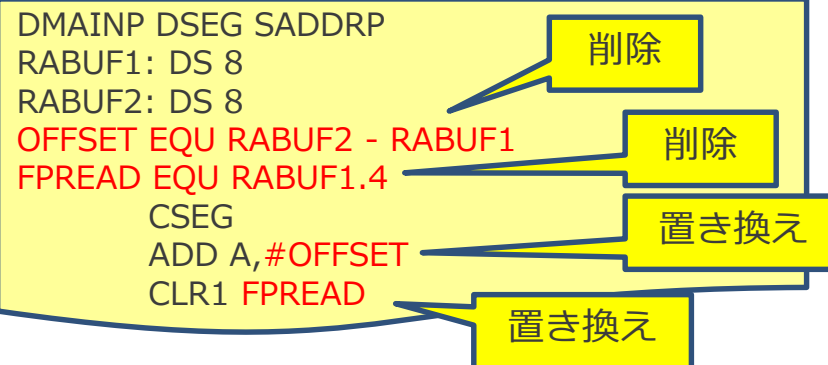 DMAINP DSEG SADDRP
削除
RABUF1: DS 8
RABUF2: DS 8
OFFSET EQU RABUF2 - RABUF1
削除
FPREAD EQU RABUF1.4
CSEG
置き換え
ADD A,#OFFSET
CLR1 FPREAD
置き換え